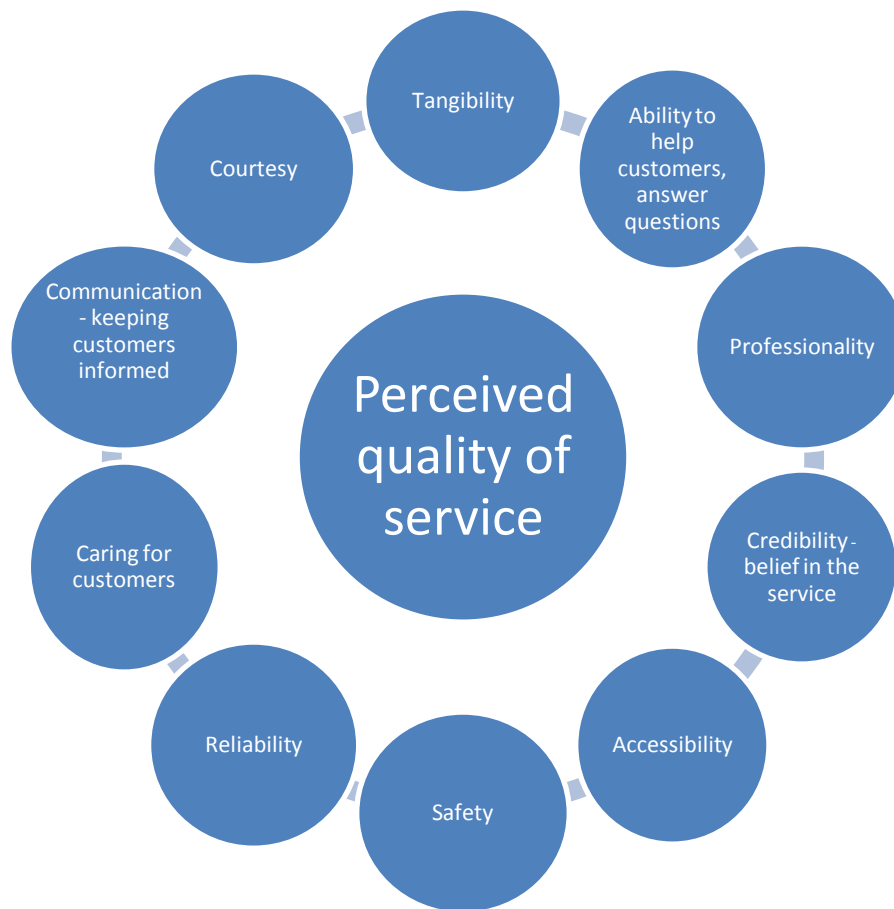 Tangibility
Ability to
help
customers,
answer
questions
Professionality
Credibility -
belief in the
service
Accessibility
Safety
Reliability
Caring for
customers
Communication
- keeping
customers
informed
Courtesy
Perceived
quality of
service